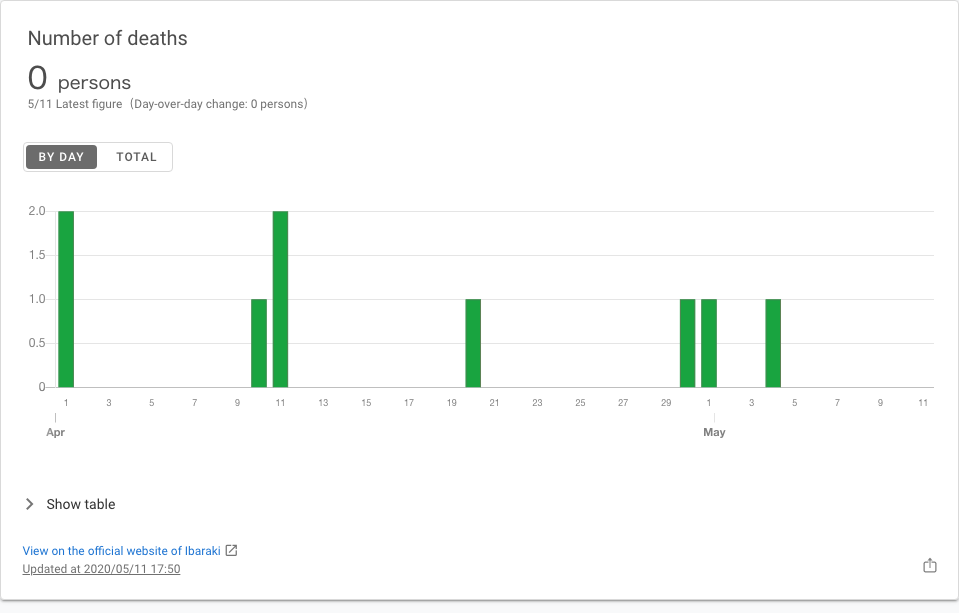 Number of deaths
0 persons
5/11 Latest figure（Day-over-day change: 0 persons）
BY DAY TOTAL
2.0
1.5
1.0
0.5
0
1 3 5 7 9 11 13 15 17 19 21 23 25 27 29 1 3 5 7 9 11
Apr May
Show table
View on the official website of Ibaraki
Updated at 2020/05/11 17:50